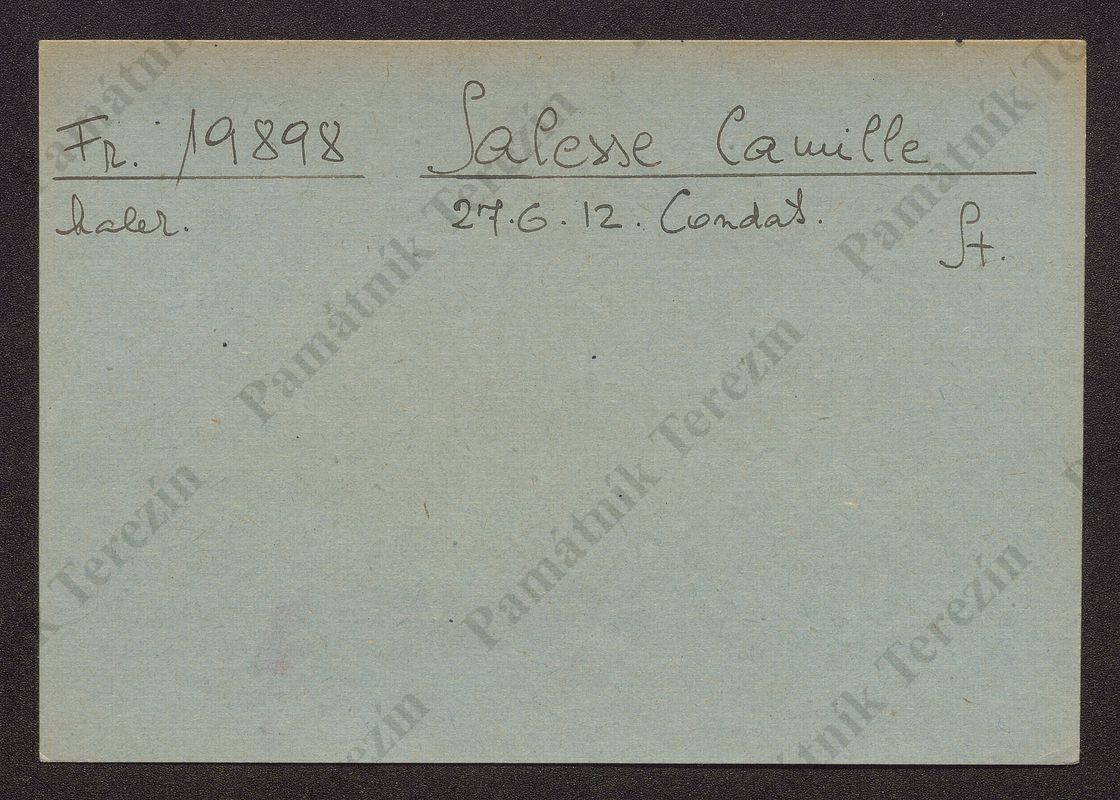 Fr. 19898 Salesse Camille
Maler. 27.6.12. Condat.
St.
Památník Terezín